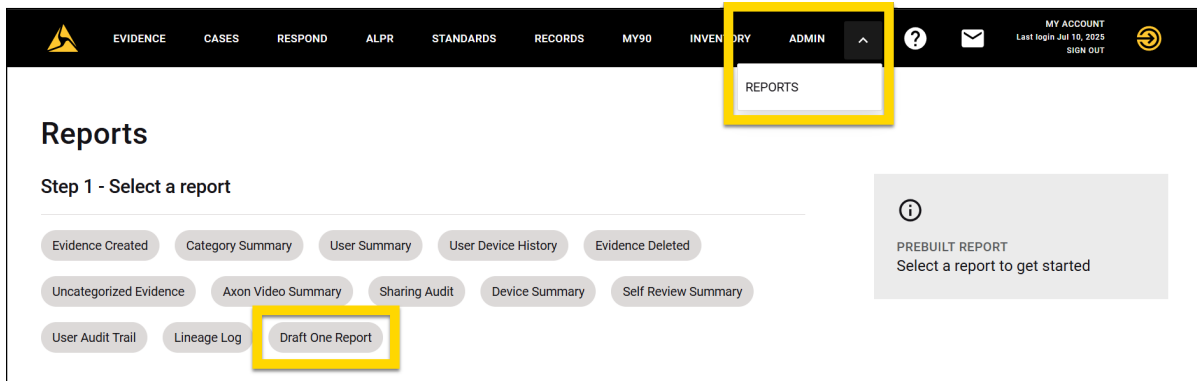 EVIDENCE CASES RESPOND ALPR STANDARDS RECORDS MY90 INVENTORY ADMIN
MY ACCOUNT
Last login Jul 10, 2025
SIGN OUT
REPORTS
Reports
Step 1 - Select a report
Evidence Created Category Summary User Summary User Device History Evidence Deleted
Uncategorized Evidence Axon Video Summary Sharing Audit Device Summary Self Review Summary
User Audit Trail Lineage Log Draft One Report
PREBUILT REPORT
Select a report to get started